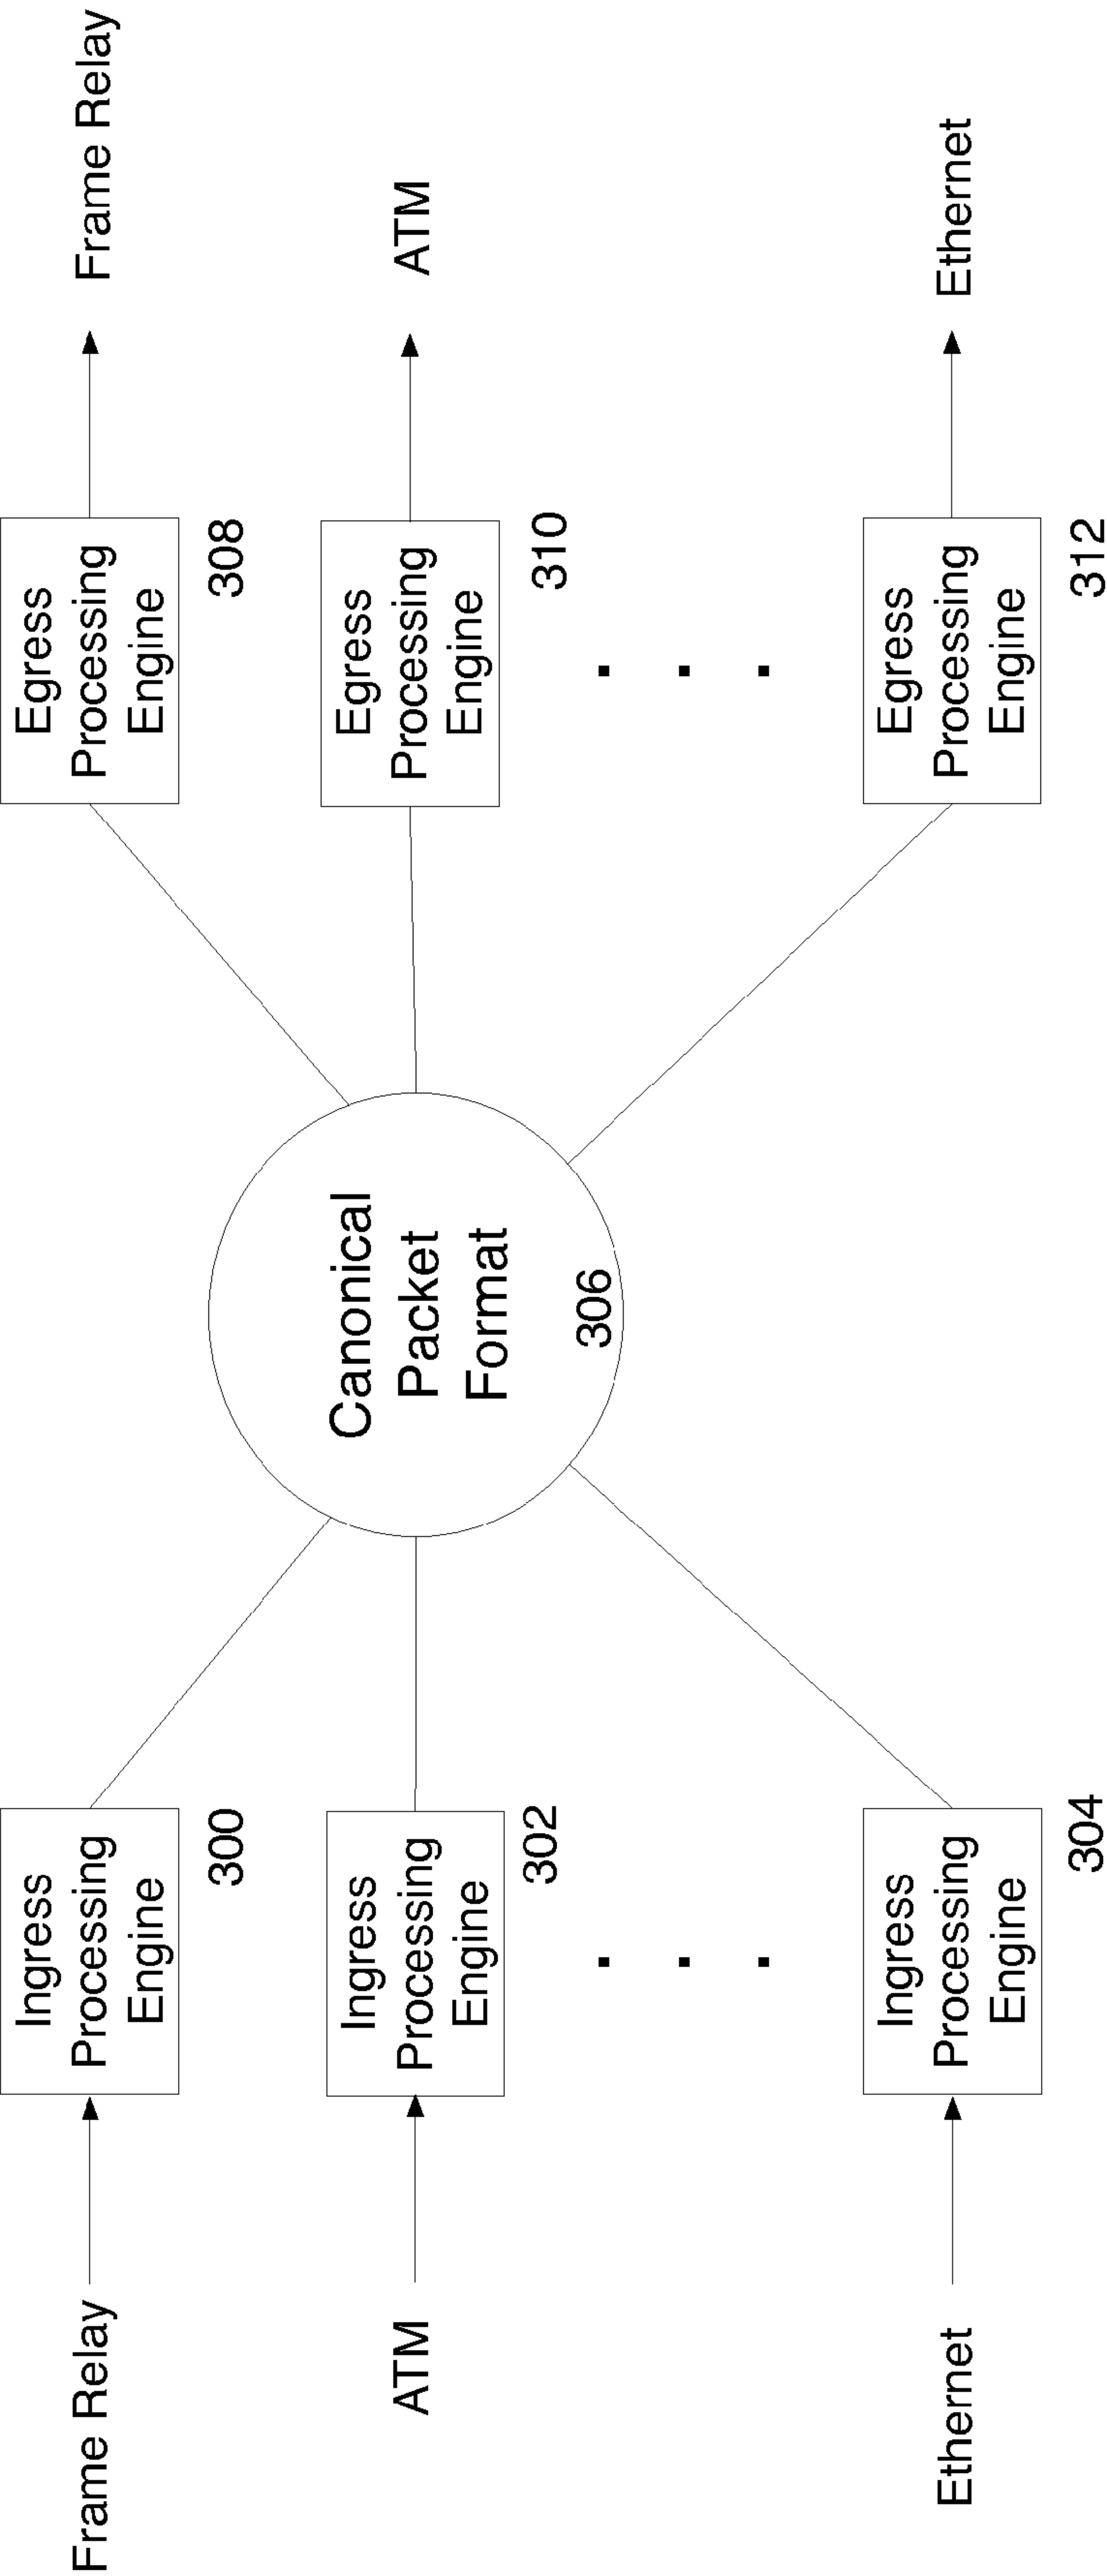 Frame Relay
Ingress
Processing
Engine
300
ATM
Ingress
Processing
Engine
302
Ethernet
Ingress
Processing
Engine
304
Canonical
Packet
Format
306
Egress
Processing
Engine
308
Frame Relay
Egress
Processing
Engine
310
ATM
Egress
Processing
Engine
312
Ethernet